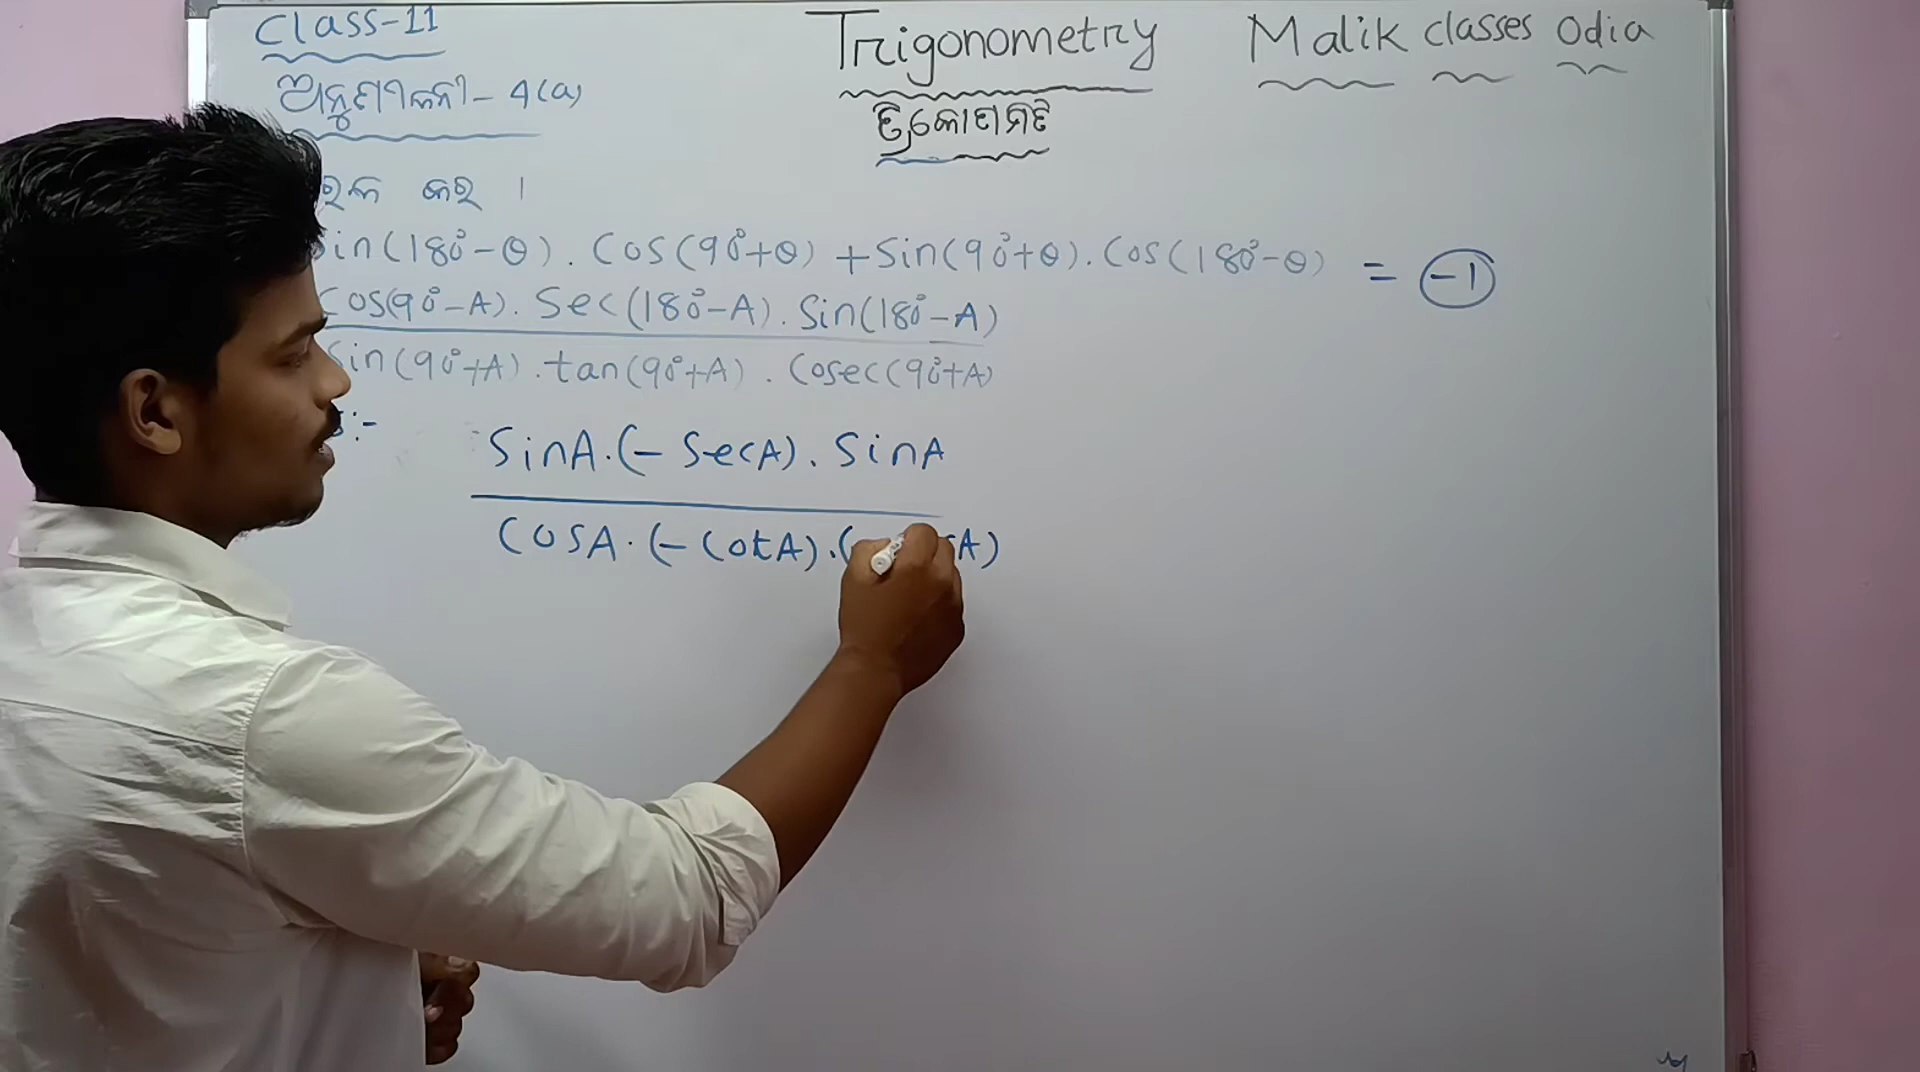 Class-11
Trigonometry
Malik classes Odia
ଅନୁଶୀଳନୀ - 4(a)
ତ୍ରିକୋଣମିତି
କର ।
in(180°-θ). Cos(90°+θ) + Sin(90°+θ). Cos(180°-θ) = -1
Cos(90°-A). Sec(180°-A). Sin(180°-A)
Sin(90°+A). tan(90°+A). Cosec(90°+A)
:-
SinA.(- SecA). SinA
COSA.(- CotA).( A)